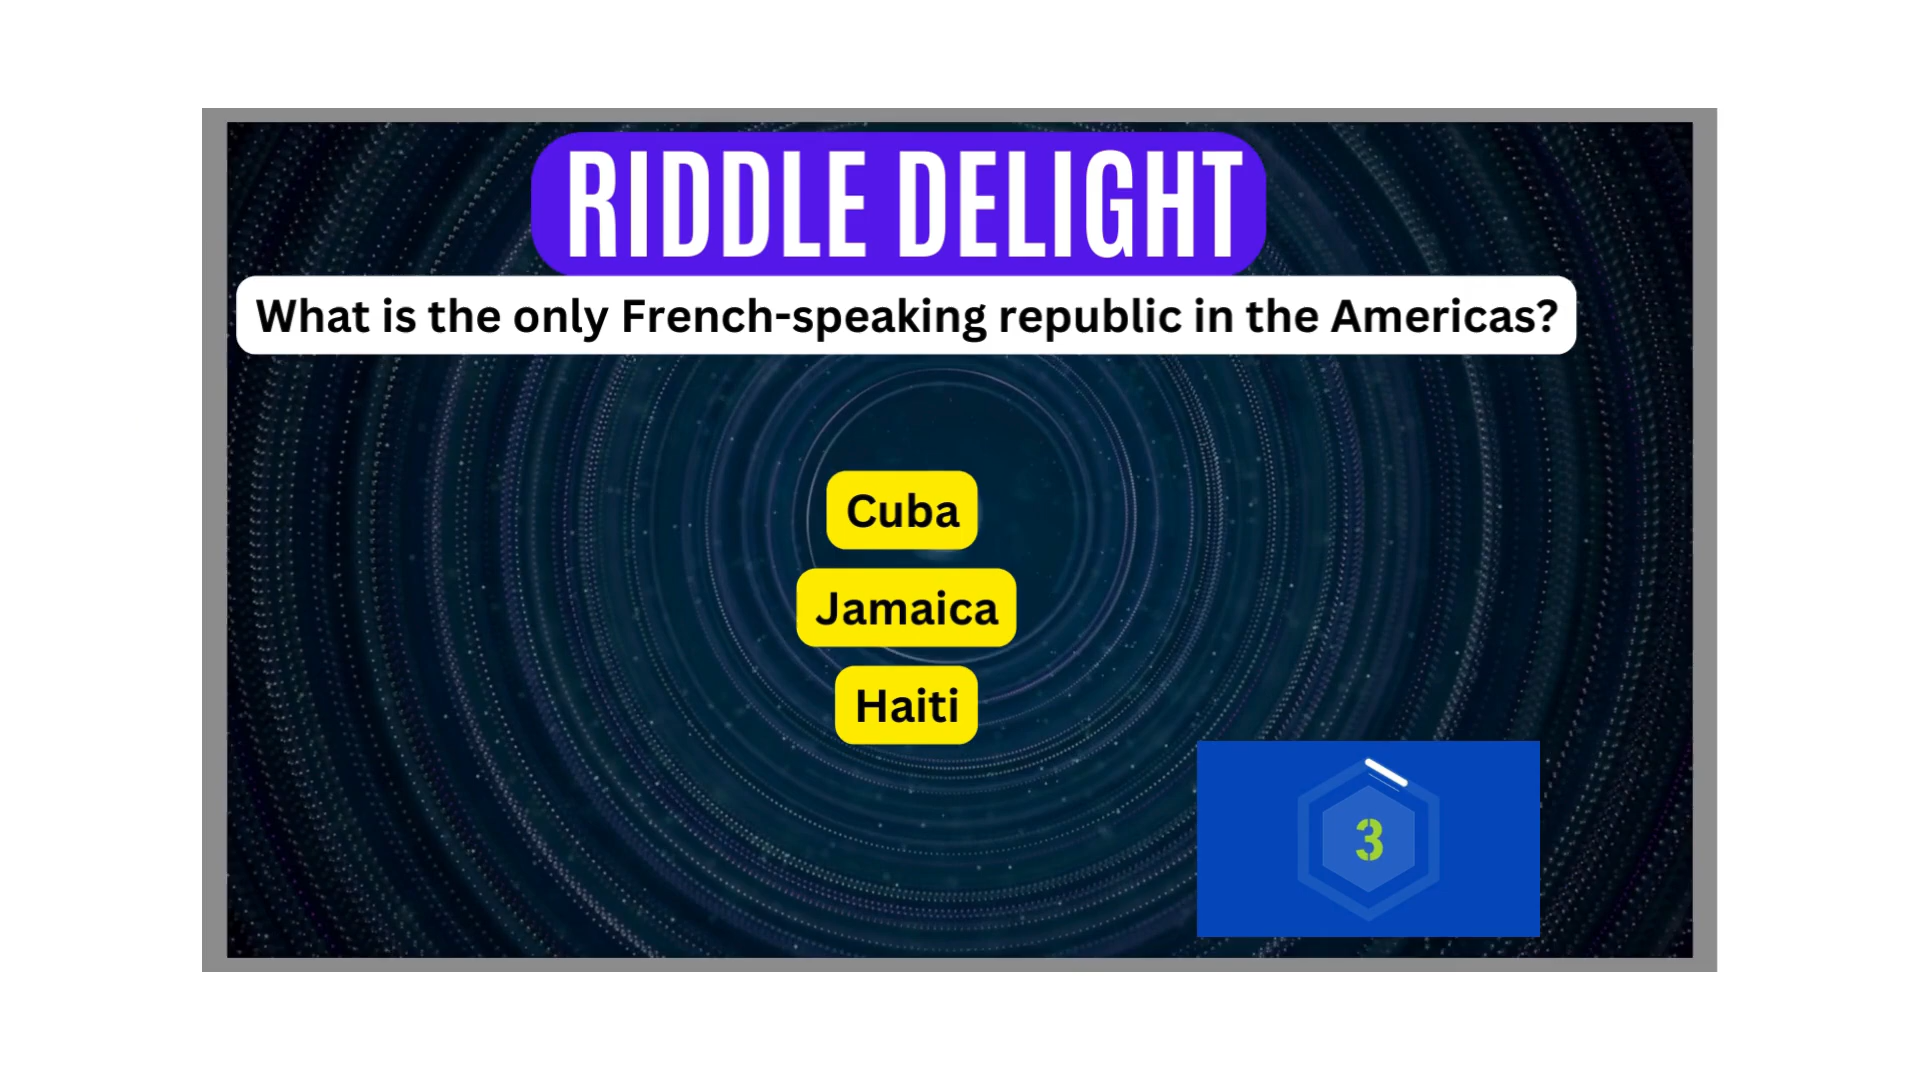 RIDDLE DELIGHT
What is the only French-speaking republic in the Americas?
Cuba
Jamaica
Haiti
3